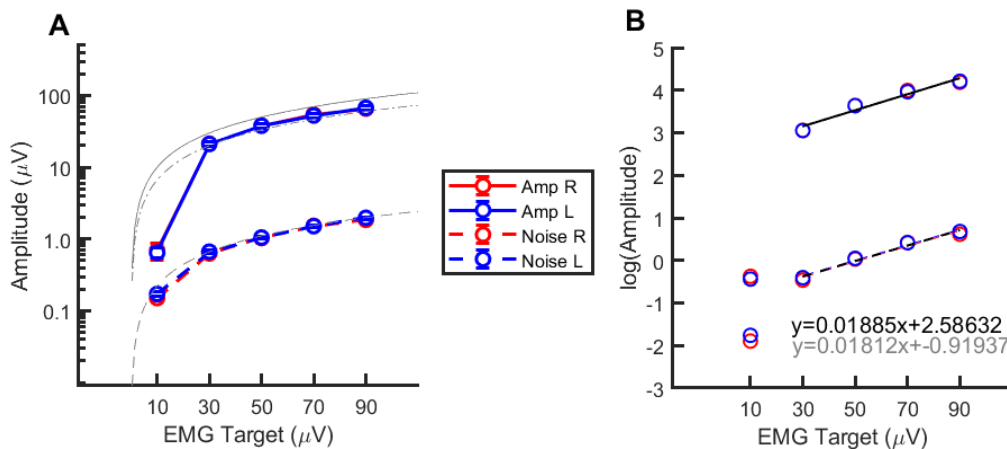 A
Amplitude (μV)
100
10
1.0
0.1
10 30 50 70 90
EMG Target (μV)
Amp R
Amp L
Noise R
Noise L
B
log(Amplitude)
5
4
3
2
1
0
-1
-2
-3
y=0.01885x+2.58632
y=0.01812x+-0.91937
10 30 50 70 90
EMG Target (μV)